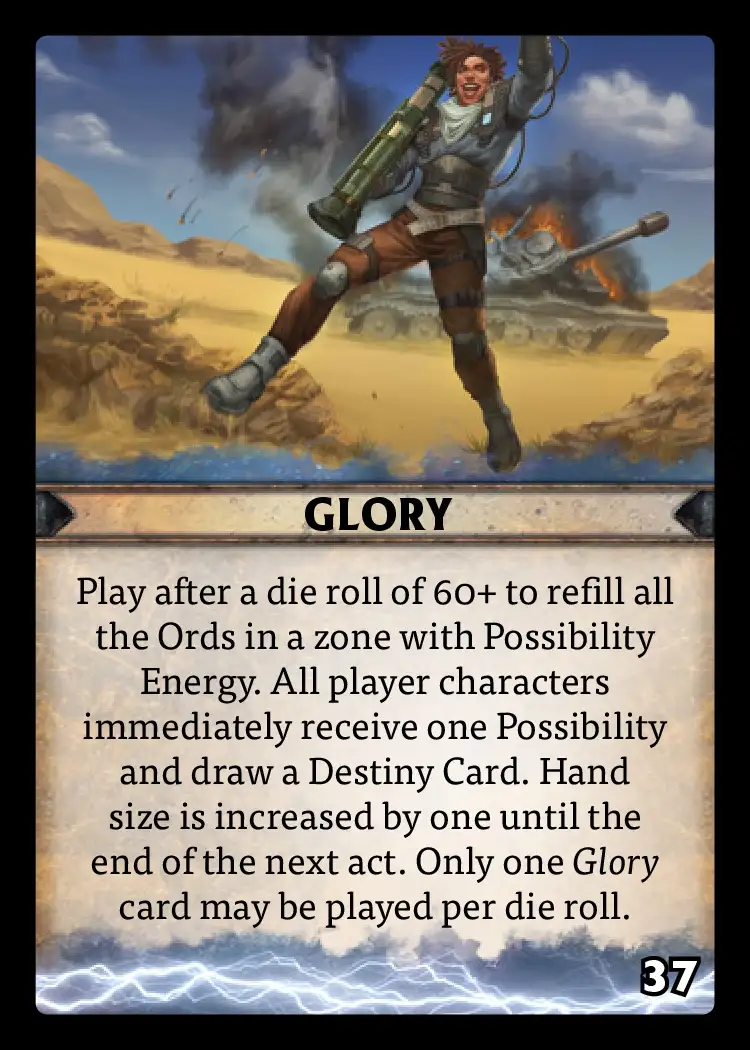 GLORY
Play after a die roll of 60+ to refill all
the Ords in a zone with Possibility
Energy. All player characters
immediately receive one Possibility
and draw a Destiny Card. Hand
size is increased by one until the
end of the next act. Only one Glory
card may be played per die roll.
37